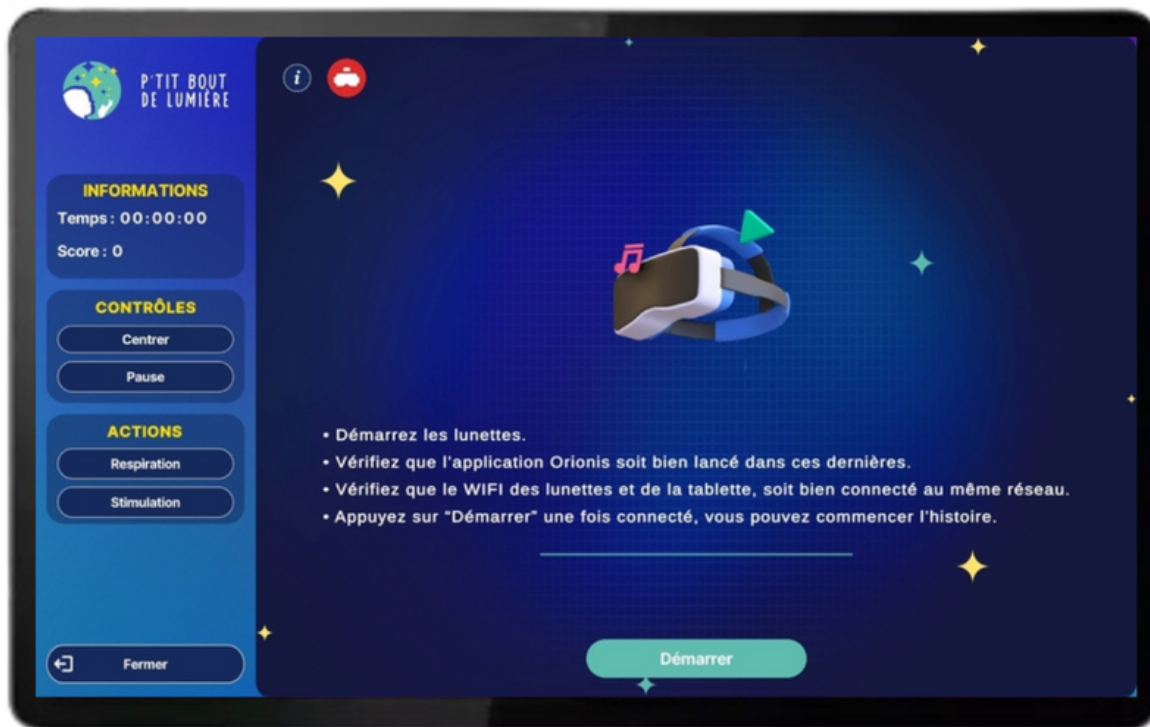 P'TIT BOUT
DE LUMIÈRE
i
INFORMATIONS
Temps : 00:00:00
Score : 0
CONTRÔLES
Centrer
Pause
ACTIONS
Respiration
Stimulation
Fermer
• Démarrez les lunettes.
• Vérifiez que l'application Orionis soit bien lancé dans ces dernières.
• Vérifiez que le WIFI des lunettes et de la tablette, soit bien connecté au même réseau.
• Appuyez sur "Démarrer" une fois connecté, vous pouvez commencer l'histoire.
Démarrer